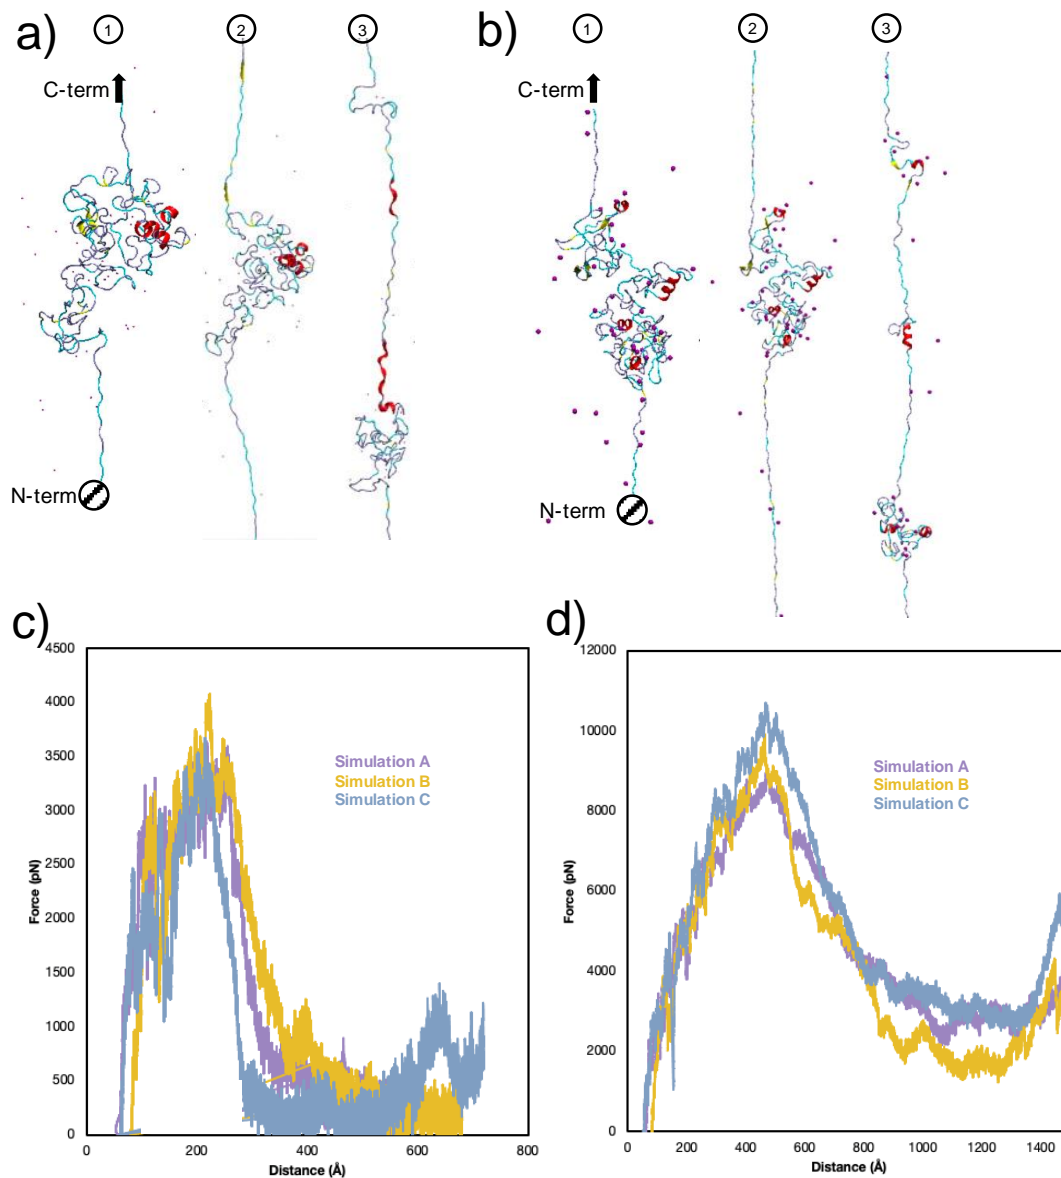 a)
1
2
3
C-term
N-term
b)
1
2
3
C-term
N-term
c)
4500
4000
3500
3000
2500
2000
1500
1000
500
0
Force (pN)
0
200
400
600
800
Distance (Å)
Simulation A
Simulation B
Simulation C
d)
12000
10000
8000
6000
4000
2000
0
Force (pN)
0
200
400
600
800
1000
1200
1400
Distance (Å)
Simulation A
Simulation B
Simulation C